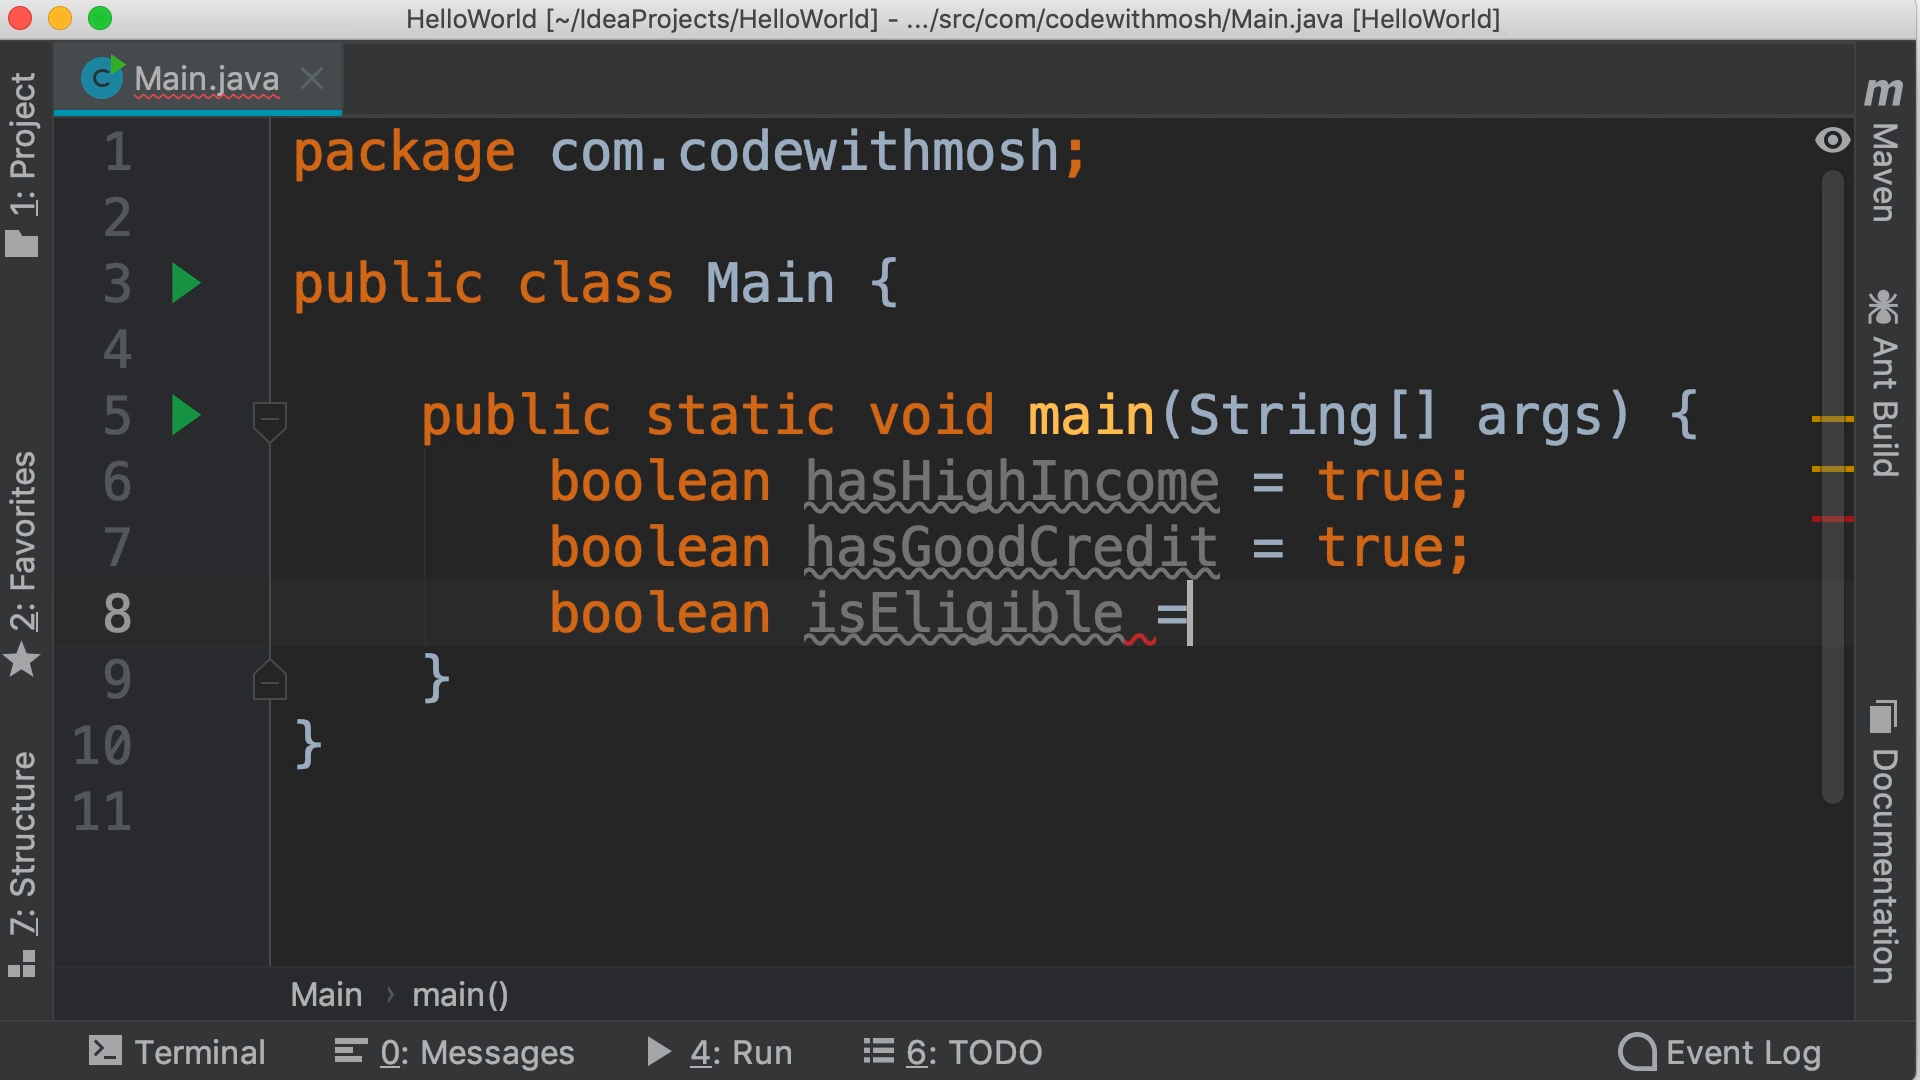 HelloWorld [~/IdeaProjects/HelloWorld] - .../src/com/codewithmosh/Main.java [HelloWorld]
Main.java
1: Project
2: Favorites
7: Structure
1 package com.codewithmosh;
2
3 public class Main {
4
5 public static void main(String[] args) {
6 boolean hasHighIncome = true;
7 boolean hasGoodCredit = true;
8 boolean isEligible =
9 }
10 }
11
m Maven
Ant Build
Documentation
Main › main()
Terminal
0: Messages
4: Run
6: TODO
Event Log